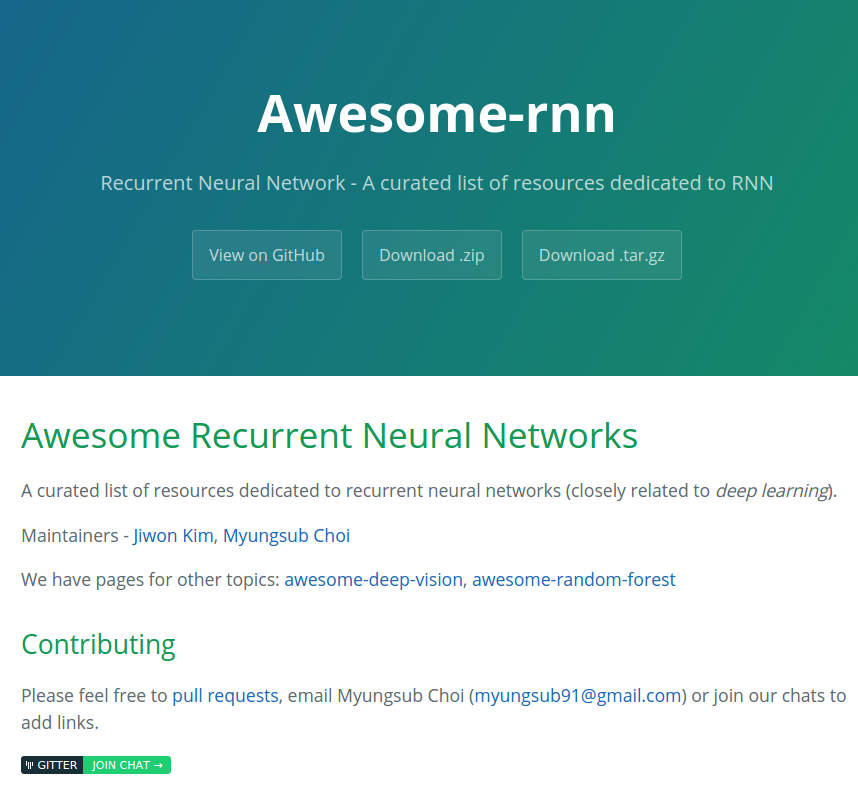 Awesome-rnn
Recurrent Neural Network - A curated list of resources dedicated to RNN
View on GitHub
Download .zip
Download .tar.gz
Awesome Recurrent Neural Networks
A curated list of resources dedicated to recurrent neural networks (closely related to deep learning).
Maintainers - Jiwon Kim, Myungsub Choi
We have pages for other topics: awesome-deep-vision, awesome-random-forest
Contributing
Please feel free to pull requests, email Myungsub Choi (myungsub91@gmail.com) or join our chats to
add links.
GITTER JOIN CHAT →